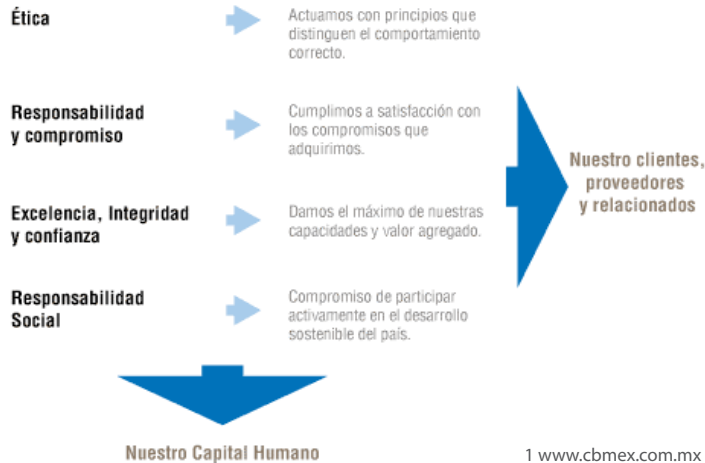 Ética
Actuamos con principios que
distinguen el comportamiento
correcto.
Responsabilidad
y compromiso
Cumplimos a satisfacción con
los compromisos que
adquirimos.
Excelencia, Integridad
y confianza
Damos el máximo de nuestras
capacidades y valor agregado.
Responsabilidad
Social
Compromiso de participar
activamente en el desarrollo
sostenible del país.
Nuestro clientes,
proveedores
y relacionados
Nuestro Capital Humano
1 www.cbmex.com.mx